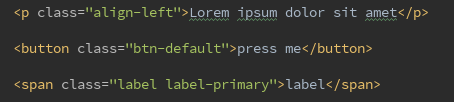 <p class="align-left">Lorem ipsum dolor sit amet</p>
<button class="btn-default">press me</button>
<span class="label label-primary">label</span>